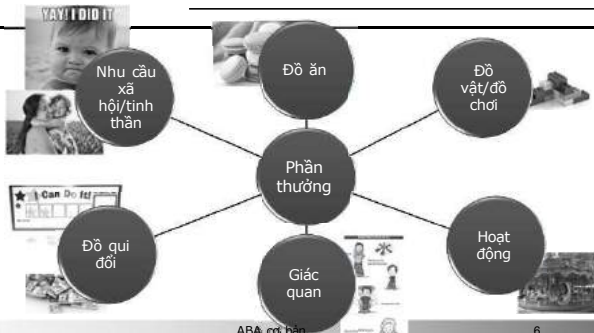 YAY! I DID IT
Nhu cầu
xã
hội/tinh
thần
Đồ ăn
Đồ
vật/đồ
chơi
Phần
thưởng
I Can Do It!
Đồ qui
đổi
Giác
quan
Hoạt
động
ABA cơ bản
6